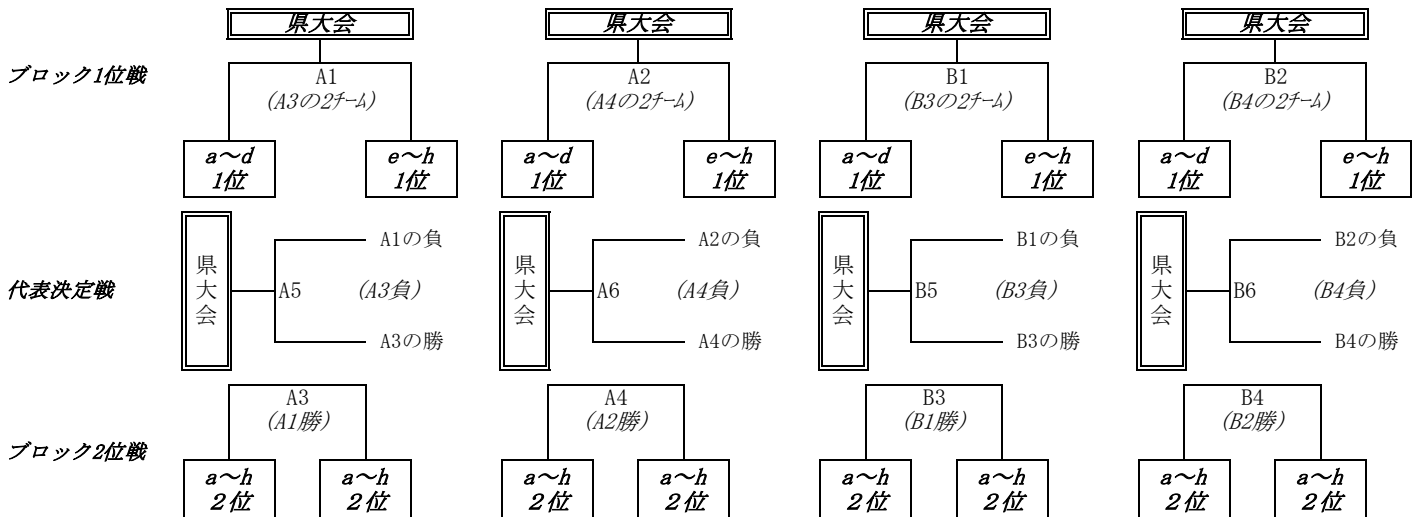 県大会 県大会 県大会 県大会
ブロック1位戦 A1 A2 B1 B2
(A3の2ﾁｰﾑ) (A4の2ﾁｰﾑ) (B3の2ﾁｰﾑ) (B4の2ﾁｰﾑ)
a～d e～h a～d e～h a～d e～h a～d e～h
1位 1位 1位 1位 1位 1位 1位 1位
A1の負 A2の負 B1の負 B2の負
代表決定戦 県大会 A5 (A3負) 県大会 A6 (A4負) 県大会 B5 (B3負) 県大会 B6 (B4負)
A3の勝 A4の勝 B3の勝 B4の勝
A3 A4 B3 B4
(A1勝) (A2勝) (B1勝) (B2勝)
ブロック2位戦
a～h a～h a～h a～h a～h a～h a～h a～h
２位 ２位 ２位 ２位 ２位 ２位 ２位 ２位